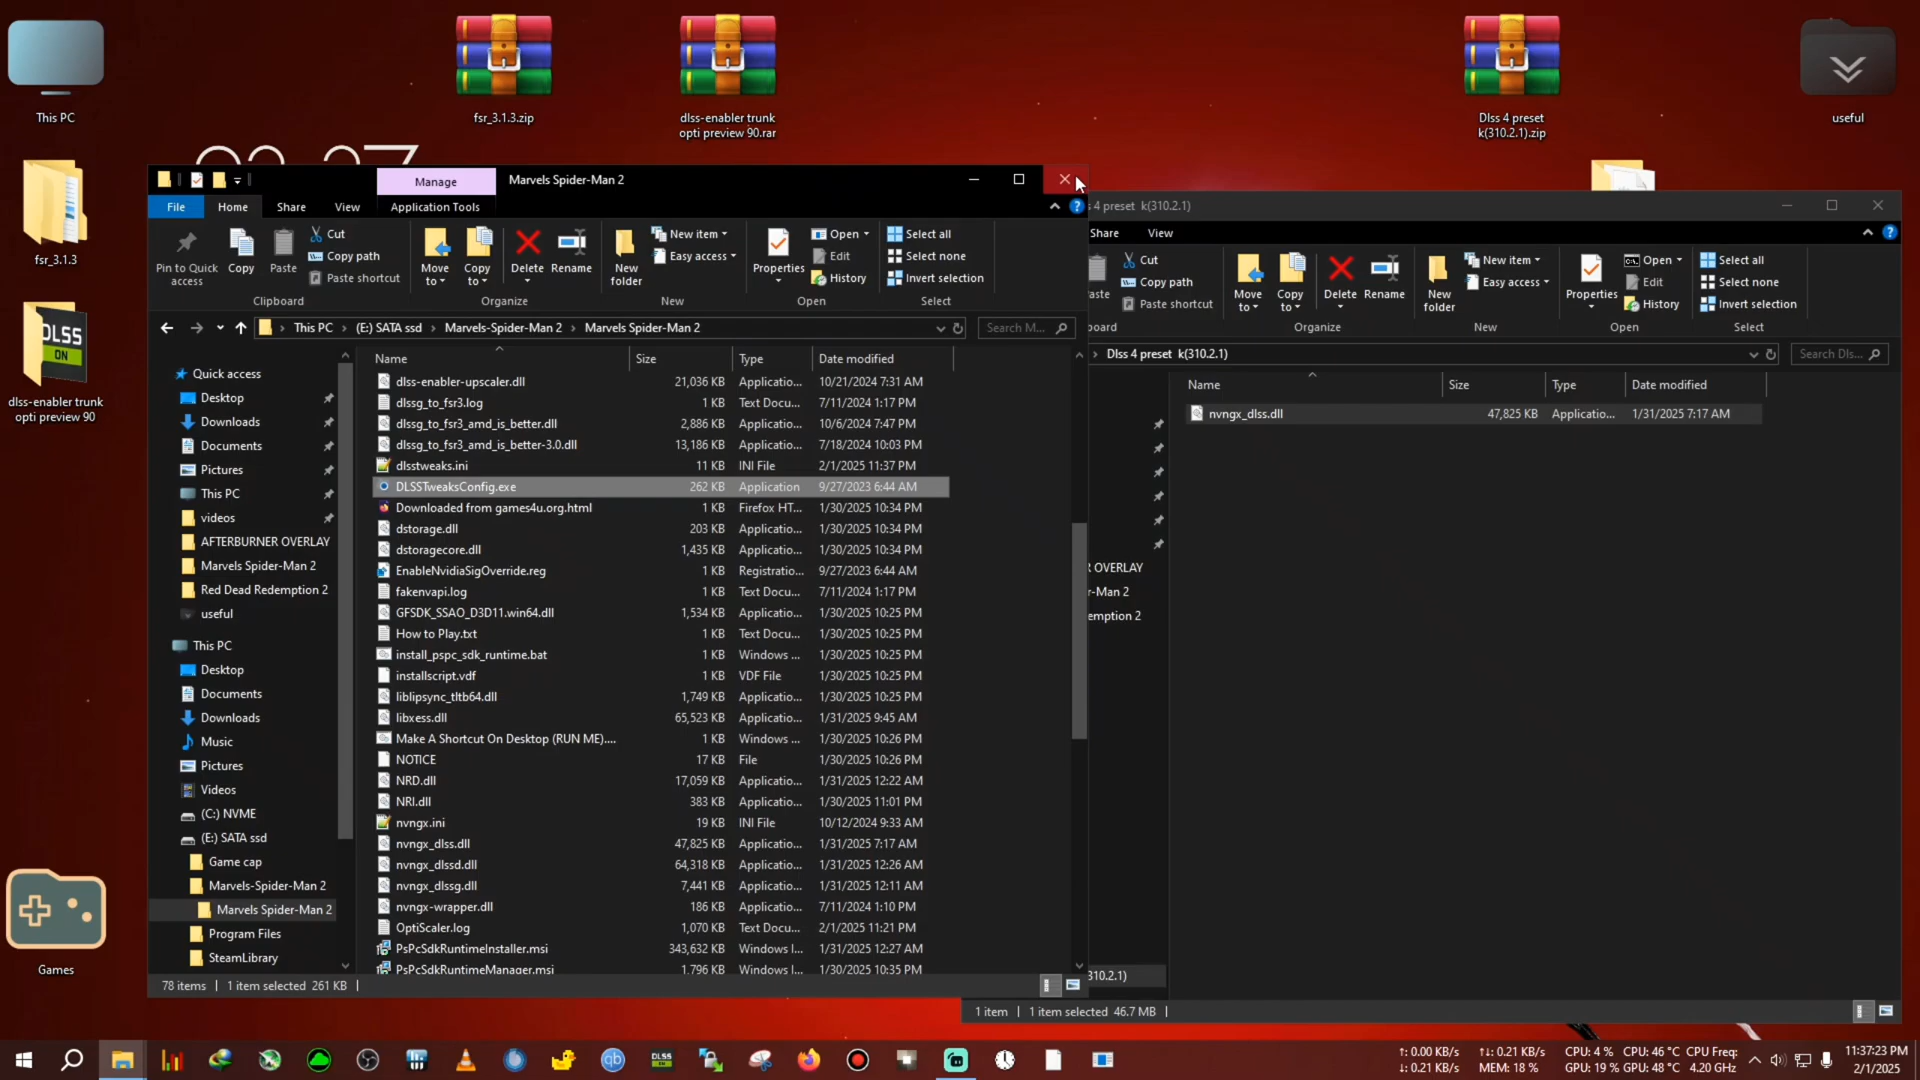 This PC
fsr_3.1.3.zip
dlss-enabler trunk
opti preview 90.rar
Dlss 4 preset
k(310.2.1).zip
useful
fsr_3.1.3
DLSS
ON
dlss-enabler trunk
opti preview 90
Games
Manage
Marvels Spider-Man 2
File
Home
Share
View
Application Tools
Pin to Quick
access
Copy
Paste
Cut
Copy path
Paste shortcut
Clipboard
Move
to
Copy
to
Delete
Rename
Organize
New
folder
New item
Easy access
New
Properties
Open
Edit
History
Open
Select all
Select none
Invert selection
Select
This PC
(E:) SATA ssd
Marvels-Spider-Man 2
Marvels Spider-Man 2
Search M...
Quick access
Desktop
Downloads
Documents
Pictures
This PC
videos
AFTERBURNER OVERLAY
Marvels Spider-Man 2
Red Dead Redemption 2
useful
This PC
Desktop
Documents
Downloads
Music
Pictures
Videos
(C:) NVME
(E:) SATA ssd
Game cap
Marvels-Spider-Man 2
Marvels Spider-Man 2
Program Files
SteamLibrary
Name Size Type Date modified
dlss-enabler-upscaler.dll 21,036 KB Applicatio... 10/21/2024 7:31 AM
dlssg_to_fsr3.log 1 KB Text Docu... 7/11/2024 1:17 PM
dlssg_to_fsr3_amd_is_better.dll 2,886 KB Applicatio... 10/6/2024 7:47 PM
dlssg_to_fsr3_amd_is_better-3.0.dll 13,186 KB Applicatio... 7/18/2024 10:03 PM
dlsstweaks.ini 11 KB INI File 2/1/2025 11:37 PM
DLSSTweaksConfig.exe 262 KB Application 9/27/2023 6:44 AM
Downloaded from games4u.org.html 1 KB Firefox HT... 1/30/2025 10:34 PM
dstorage.dll 203 KB Applicatio... 1/30/2025 10:34 PM
dstoragecore.dll 1,435 KB Applicatio... 1/30/2025 10:34 PM
EnableNvidiaSigOverride.reg 1 KB Registratio... 9/27/2023 6:44 AM
fakenvapi.log 1 KB Text Docu... 7/11/2024 1:17 PM
GFSDK_SSAO_D3D11.win64.dll 1,534 KB Applicatio... 1/30/2025 10:25 PM
How to Play.txt 1 KB Text Docu... 1/30/2025 10:25 PM
install_pspc_sdk_runtime.bat 1 KB Windows ... 1/30/2025 10:25 PM
installscript.vdf 1 KB VDF File 1/30/2025 10:25 PM
liblipsync_tltb64.dll 1,749 KB Applicatio... 1/30/2025 10:25 PM
libxess.dll 65,523 KB Applicatio... 1/31/2025 9:45 AM
Make A Shortcut On Desktop (RUN ME).... 1 KB Windows ... 1/30/2025 10:26 PM
NOTICE 17 KB File 1/30/2025 10:26 PM
NRD.dll 17,059 KB Applicatio... 1/31/2025 12:22 AM
NRI.dll 383 KB Applicatio... 1/30/2025 11:01 PM
nvngx.ini 19 KB INI File 10/12/2024 9:33 AM
nvngx_dlss.dll 47,825 KB Applicatio... 1/31/2025 7:17 AM
nvngx_dlssd.dll 64,318 KB Applicatio... 1/31/2025 12:26 AM
nvngx_dlssg.dll 7,441 KB Applicatio... 1/31/2025 12:11 AM
nvngx-wrapper.dll 186 KB Applicatio... 7/11/2024 1:10 PM
OptiScaler.log 1,070 KB Text Docu... 2/1/2025 11:21 PM
PsPcSdkRuntimeInstaller.msi 343,632 KB Windows I... 1/31/2025 12:27 AM
PsPcSdkRuntimeManager.msi 1,796 KB Windows I... 1/30/2025 10:35 PM
78 items 1 item selected 261 KB
4 preset k(310.2.1)
Share
View
aste
Cut
Copy path
Paste shortcut
board
Move
to
Copy
to
Delete
Rename
Organize
New
folder
New item
Easy access
New
Properties
Open
Edit
History
Open
Select all
Select none
Invert selection
Select
Dlss 4 preset k(310.2.1)
Search Dls...
Name Size Type Date modified
nvngx_dlss.dll 47,825 KB Applicatio... 1/31/2025 7:17 AM
OVERLAY
r-Man 2
emption 2
310.2.1)
1 item 1 item selected 46.7 MB
qb
DLSS
↑: 0.00 KB/s
↓: 0.21 KB/s
↑↓: 0.21 KB/s
MEM: 18 %
CPU: 4 % CPU: 46 °C CPU Freq:
GPU: 19 % GPU: 48 °C 4.20 GHz
11:37:23 PM
2/1/2025